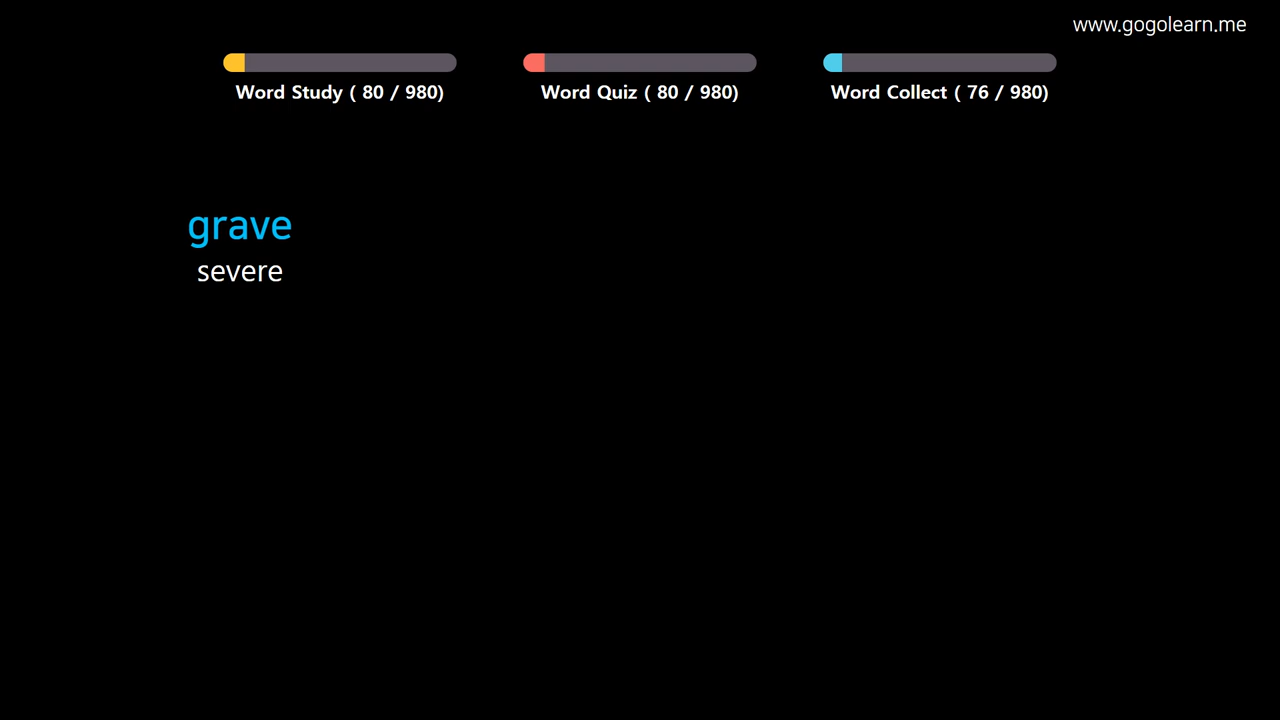 www.gogolearn.me
Word Study ( 80 / 980)
Word Quiz ( 80 / 980)
Word Collect ( 76 / 980)
grave
severe